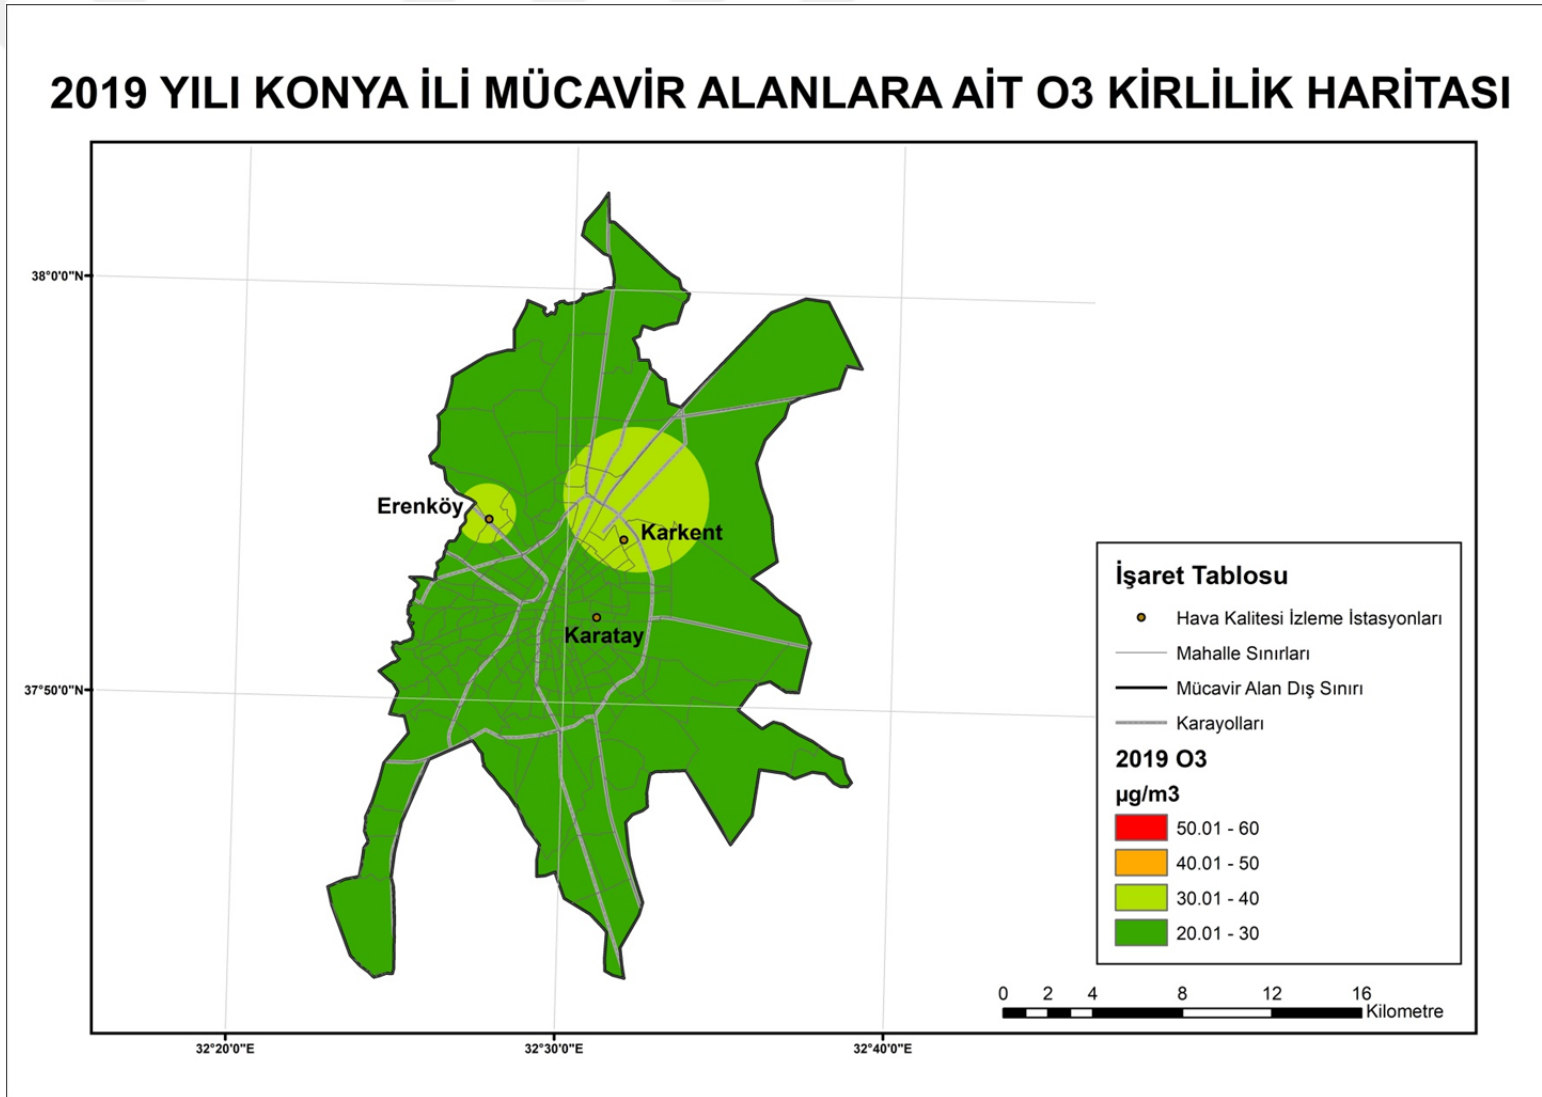 2019 YILI KONYA İLİ MÜCAVİR ALANLARA AİT O3 KİRLİLİK HARİTASI
38°0'0"N
Erenköy
Karkent
Karatay
37°50'0"N
İşaret Tablosu
Hava Kalitesi İzleme İstasyonları
Mahalle Sınırları
Mücavir Alan Dış Sınırı
Karayolları
2019 O3
µg/m3
50.01 - 60
40.01 - 50
30.01 - 40
20.01 - 30
0 2 4 8 12 16
Kilometre
32°20'0"E 32°30'0"E 32°40'0"E